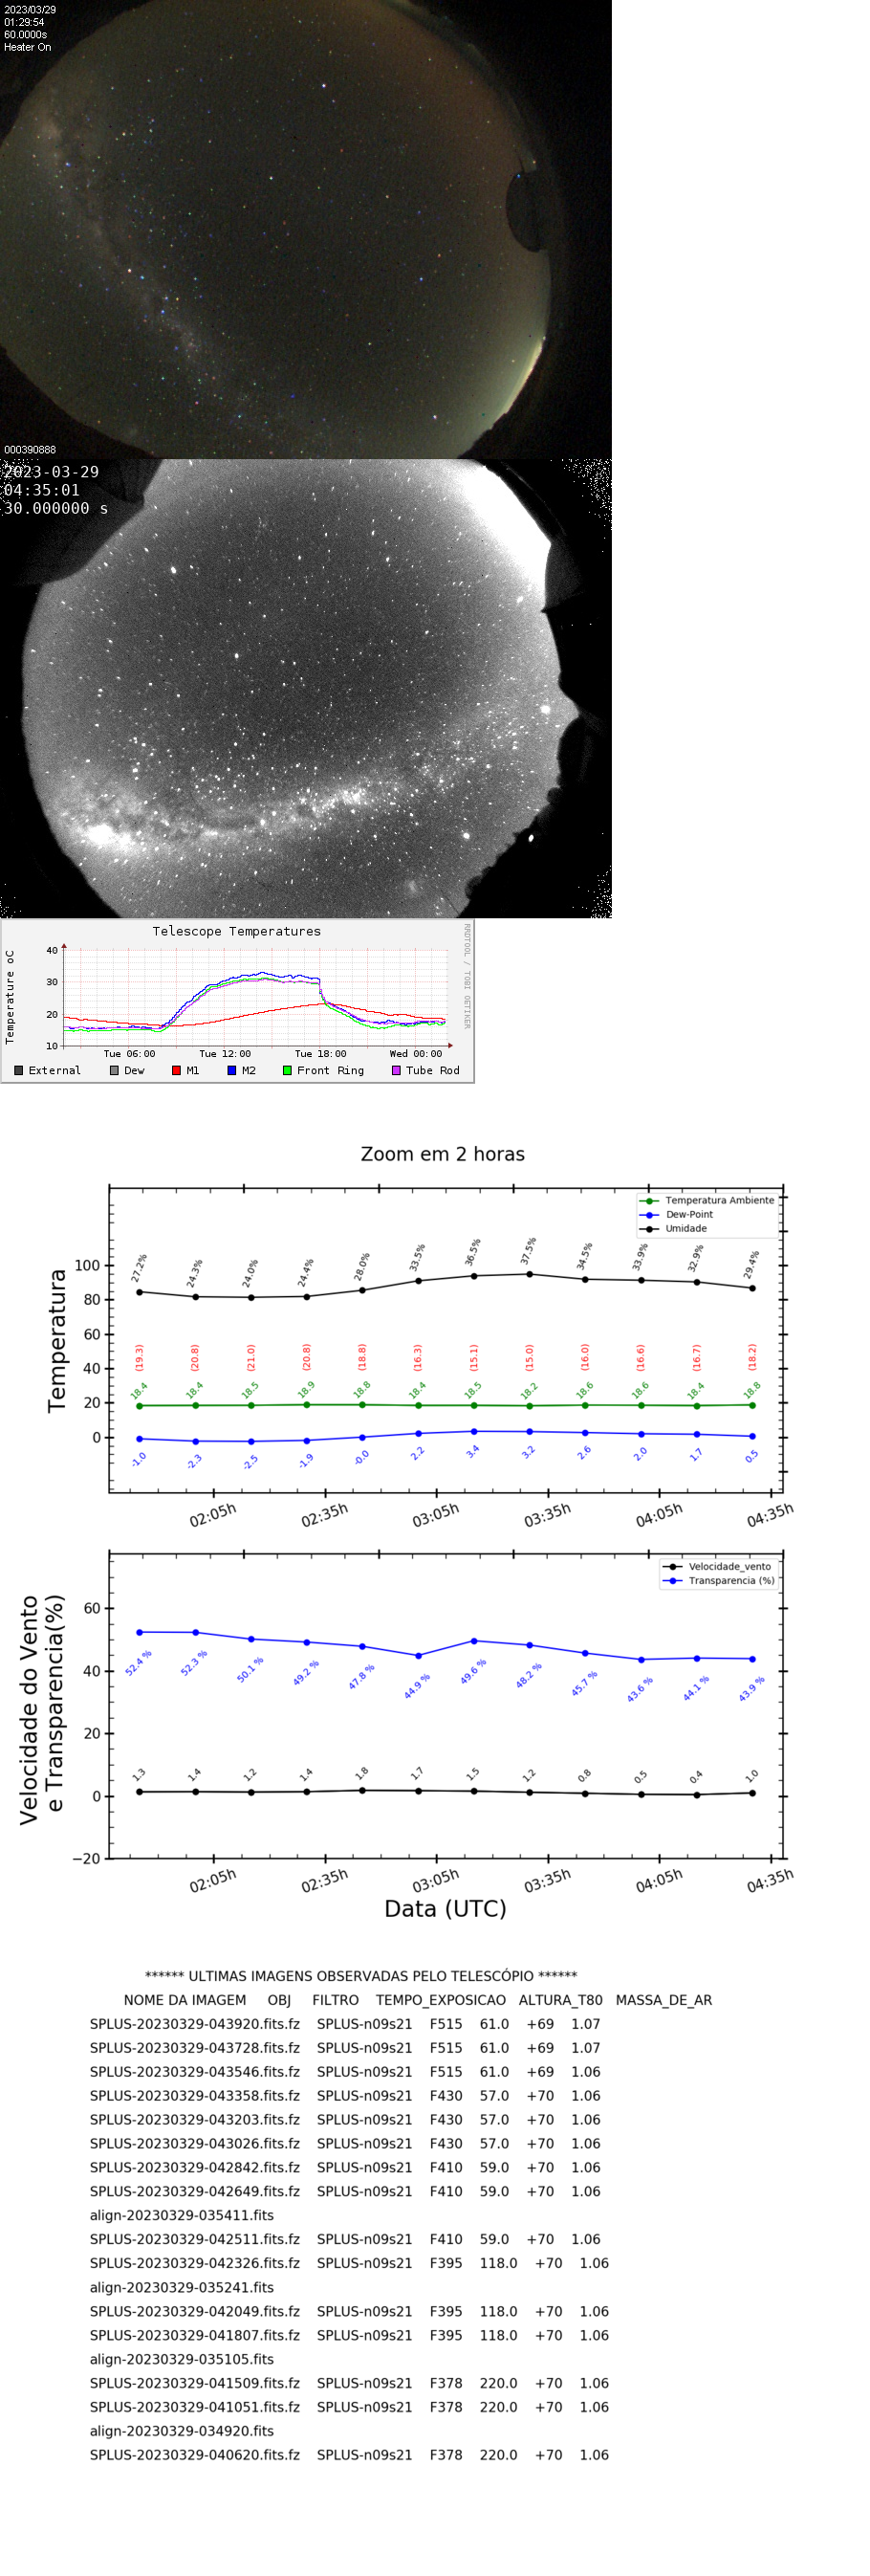 2023/03/29
01:29:54
60.0000s
Heater On
000390888
2023-03-29
04:35:01
30.000000 s
Telescope Temperatures
RRDTOOL / TOBI OETIKER
Temperature oC
40
30
20
10
Tue 06:00 Tue 12:00 Tue 18:00 Wed 00:00
External Dew M1 M2 Front Ring Tube Rod
Zoom em 2 horas
Temperatura Ambiente
Dew-Point
Umidade
Temperatura
100
80
60
40
20
0
27.2% 24.3% 24.0% 24.4% 28.0% 33.5% 36.5% 37.5% 34.5% 33.9% 32.9% 29.4%
(19.3) (20.8) (21.0) (20.8) (18.8) (16.3) (15.1) (15.0) (16.0) (16.6) (16.7) (18.2)
18.4 18.4 18.5 18.9 18.8 18.4 18.5 18.2 18.6 18.6 18.4 18.8
-1.0 -2.3 -2.5 -1.9 -0.0 2.2 3.4 3.2 2.6 2.0 1.7 0.5
02:05h 02:35h 03:05h 03:35h 04:05h 04:35h
Velocidade_vento
Transparencia (%)
Velocidade do Vento
e Transparencia(%)
60
40
20
0
−20
52.4 % 52.3 % 50.1 % 49.2 % 47.8 % 44.9 % 49.6 % 48.2 % 45.7 % 43.6 % 44.1 % 43.9 %
1.3 1.4 1.2 1.4 1.8 1.7 1.5 1.2 0.8 0.5 0.4 1.0
02:05h 02:35h 03:05h 03:35h 04:05h 04:35h
Data (UTC)
****** ULTIMAS IMAGENS OBSERVADAS PELO TELESCÓPIO ******
NOME DA IMAGEM OBJ FILTRO TEMPO_EXPOSICAO ALTURA_T80 MASSA_DE_AR
SPLUS-20230329-043920.fits.fz SPLUS-n09s21 F515 61.0 +69 1.07
SPLUS-20230329-043728.fits.fz SPLUS-n09s21 F515 61.0 +69 1.07
SPLUS-20230329-043546.fits.fz SPLUS-n09s21 F515 61.0 +69 1.06
SPLUS-20230329-043358.fits.fz SPLUS-n09s21 F430 57.0 +70 1.06
SPLUS-20230329-043203.fits.fz SPLUS-n09s21 F430 57.0 +70 1.06
SPLUS-20230329-043026.fits.fz SPLUS-n09s21 F430 57.0 +70 1.06
SPLUS-20230329-042842.fits.fz SPLUS-n09s21 F410 59.0 +70 1.06
SPLUS-20230329-042649.fits.fz SPLUS-n09s21 F410 59.0 +70 1.06
align-20230329-035411.fits
SPLUS-20230329-042511.fits.fz SPLUS-n09s21 F410 59.0 +70 1.06
SPLUS-20230329-042326.fits.fz SPLUS-n09s21 F395 118.0 +70 1.06
align-20230329-035241.fits
SPLUS-20230329-042049.fits.fz SPLUS-n09s21 F395 118.0 +70 1.06
SPLUS-20230329-041807.fits.fz SPLUS-n09s21 F395 118.0 +70 1.06
align-20230329-035105.fits
SPLUS-20230329-041509.fits.fz SPLUS-n09s21 F378 220.0 +70 1.06
SPLUS-20230329-041051.fits.fz SPLUS-n09s21 F378 220.0 +70 1.06
align-20230329-034920.fits
SPLUS-20230329-040620.fits.fz SPLUS-n09s21 F378 220.0 +70 1.06